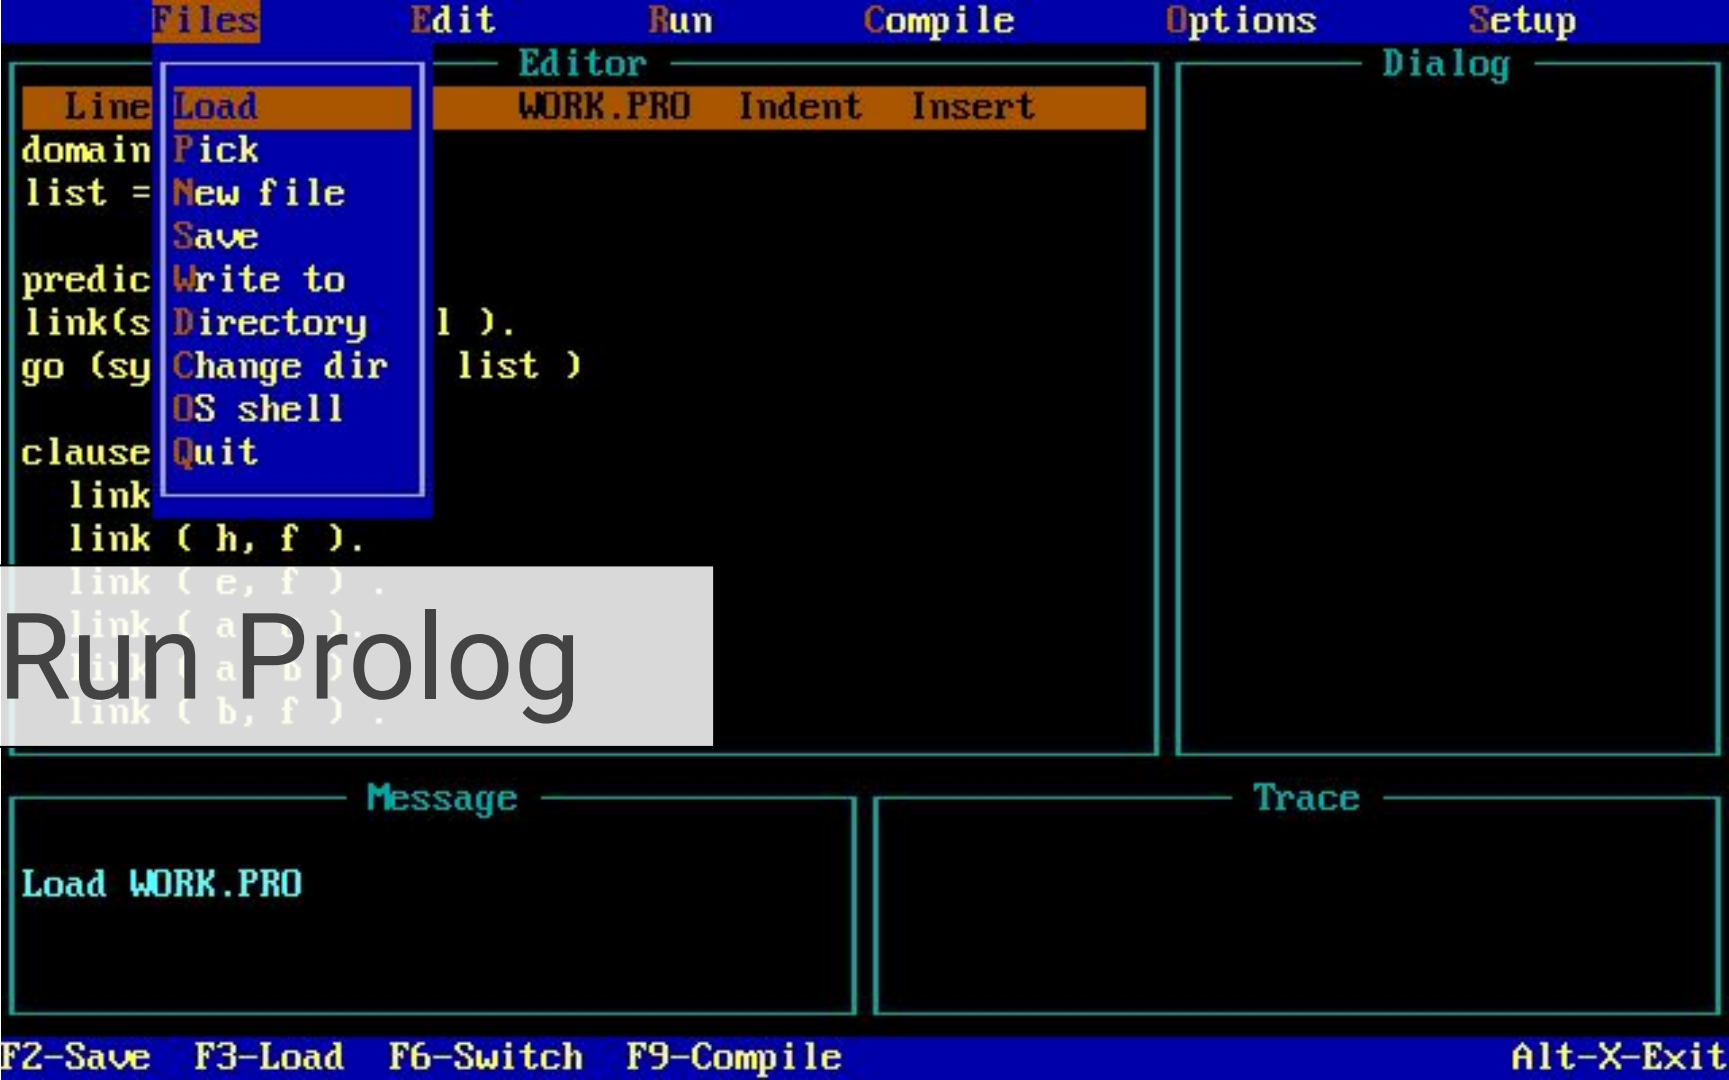 Files Edit Run Compile Options Setup
Editor
Dialog
Line WORK.PRO Indent Insert
Load
Pick
New file
Save
Write to
Directory
Change dir
OS shell
Quit
domain
list =
predic
link(s l ).
go (sy list )
clause
link
link ( h, f ).
link ( e, f ) .
link ( a
link ( a, b )
link ( b, f ) .
Run Prolog
Message
Trace
Load WORK.PRO
F2-Save F3-Load F6-Switch F9-Compile Alt-X-Exit